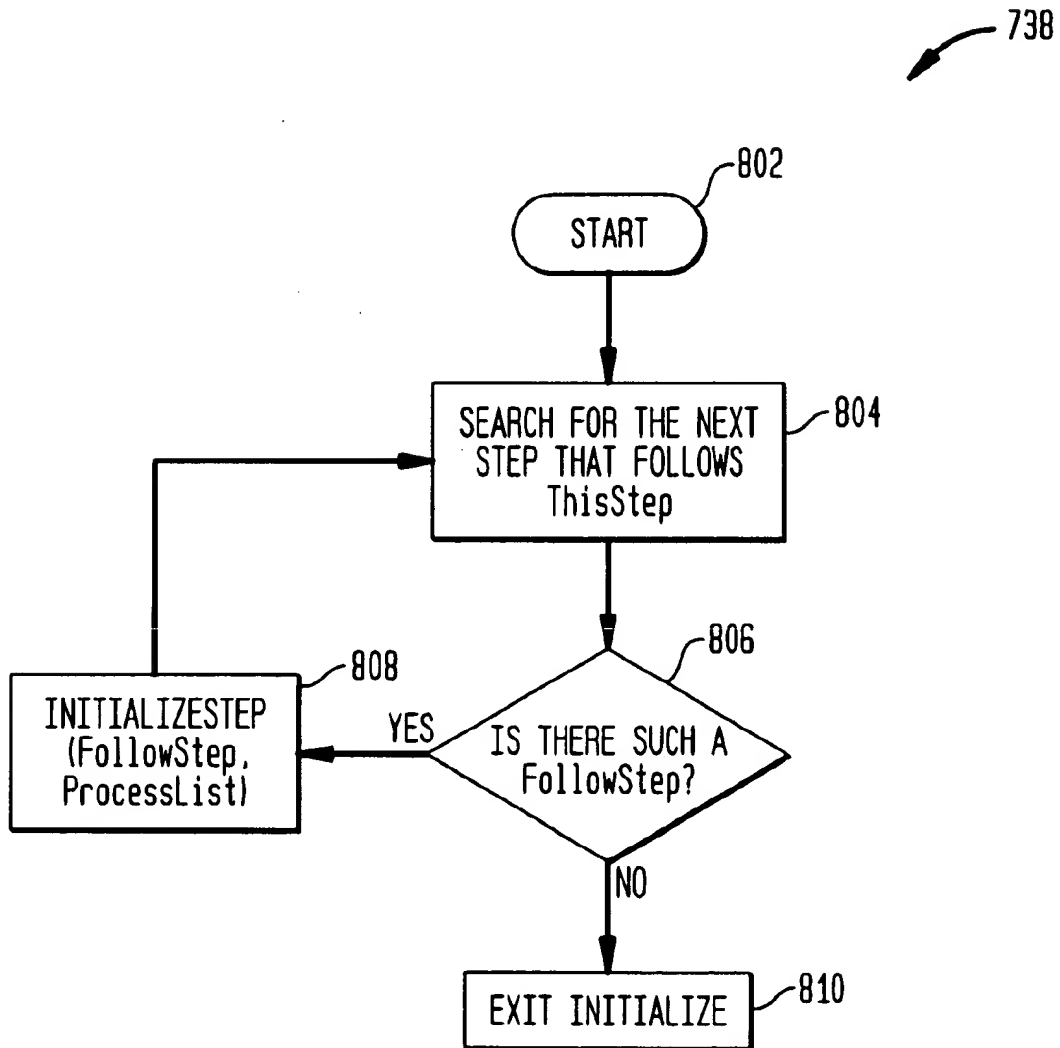 738
802
START
SEARCH FOR THE NEXT
STEP THAT FOLLOWS
ThisStep
804
806
IS THERE SUCH A
FollowStep?
YES
808
INITIALIZESTEP
(FollowStep,
ProcessList)
NO
EXIT INITIALIZE
810